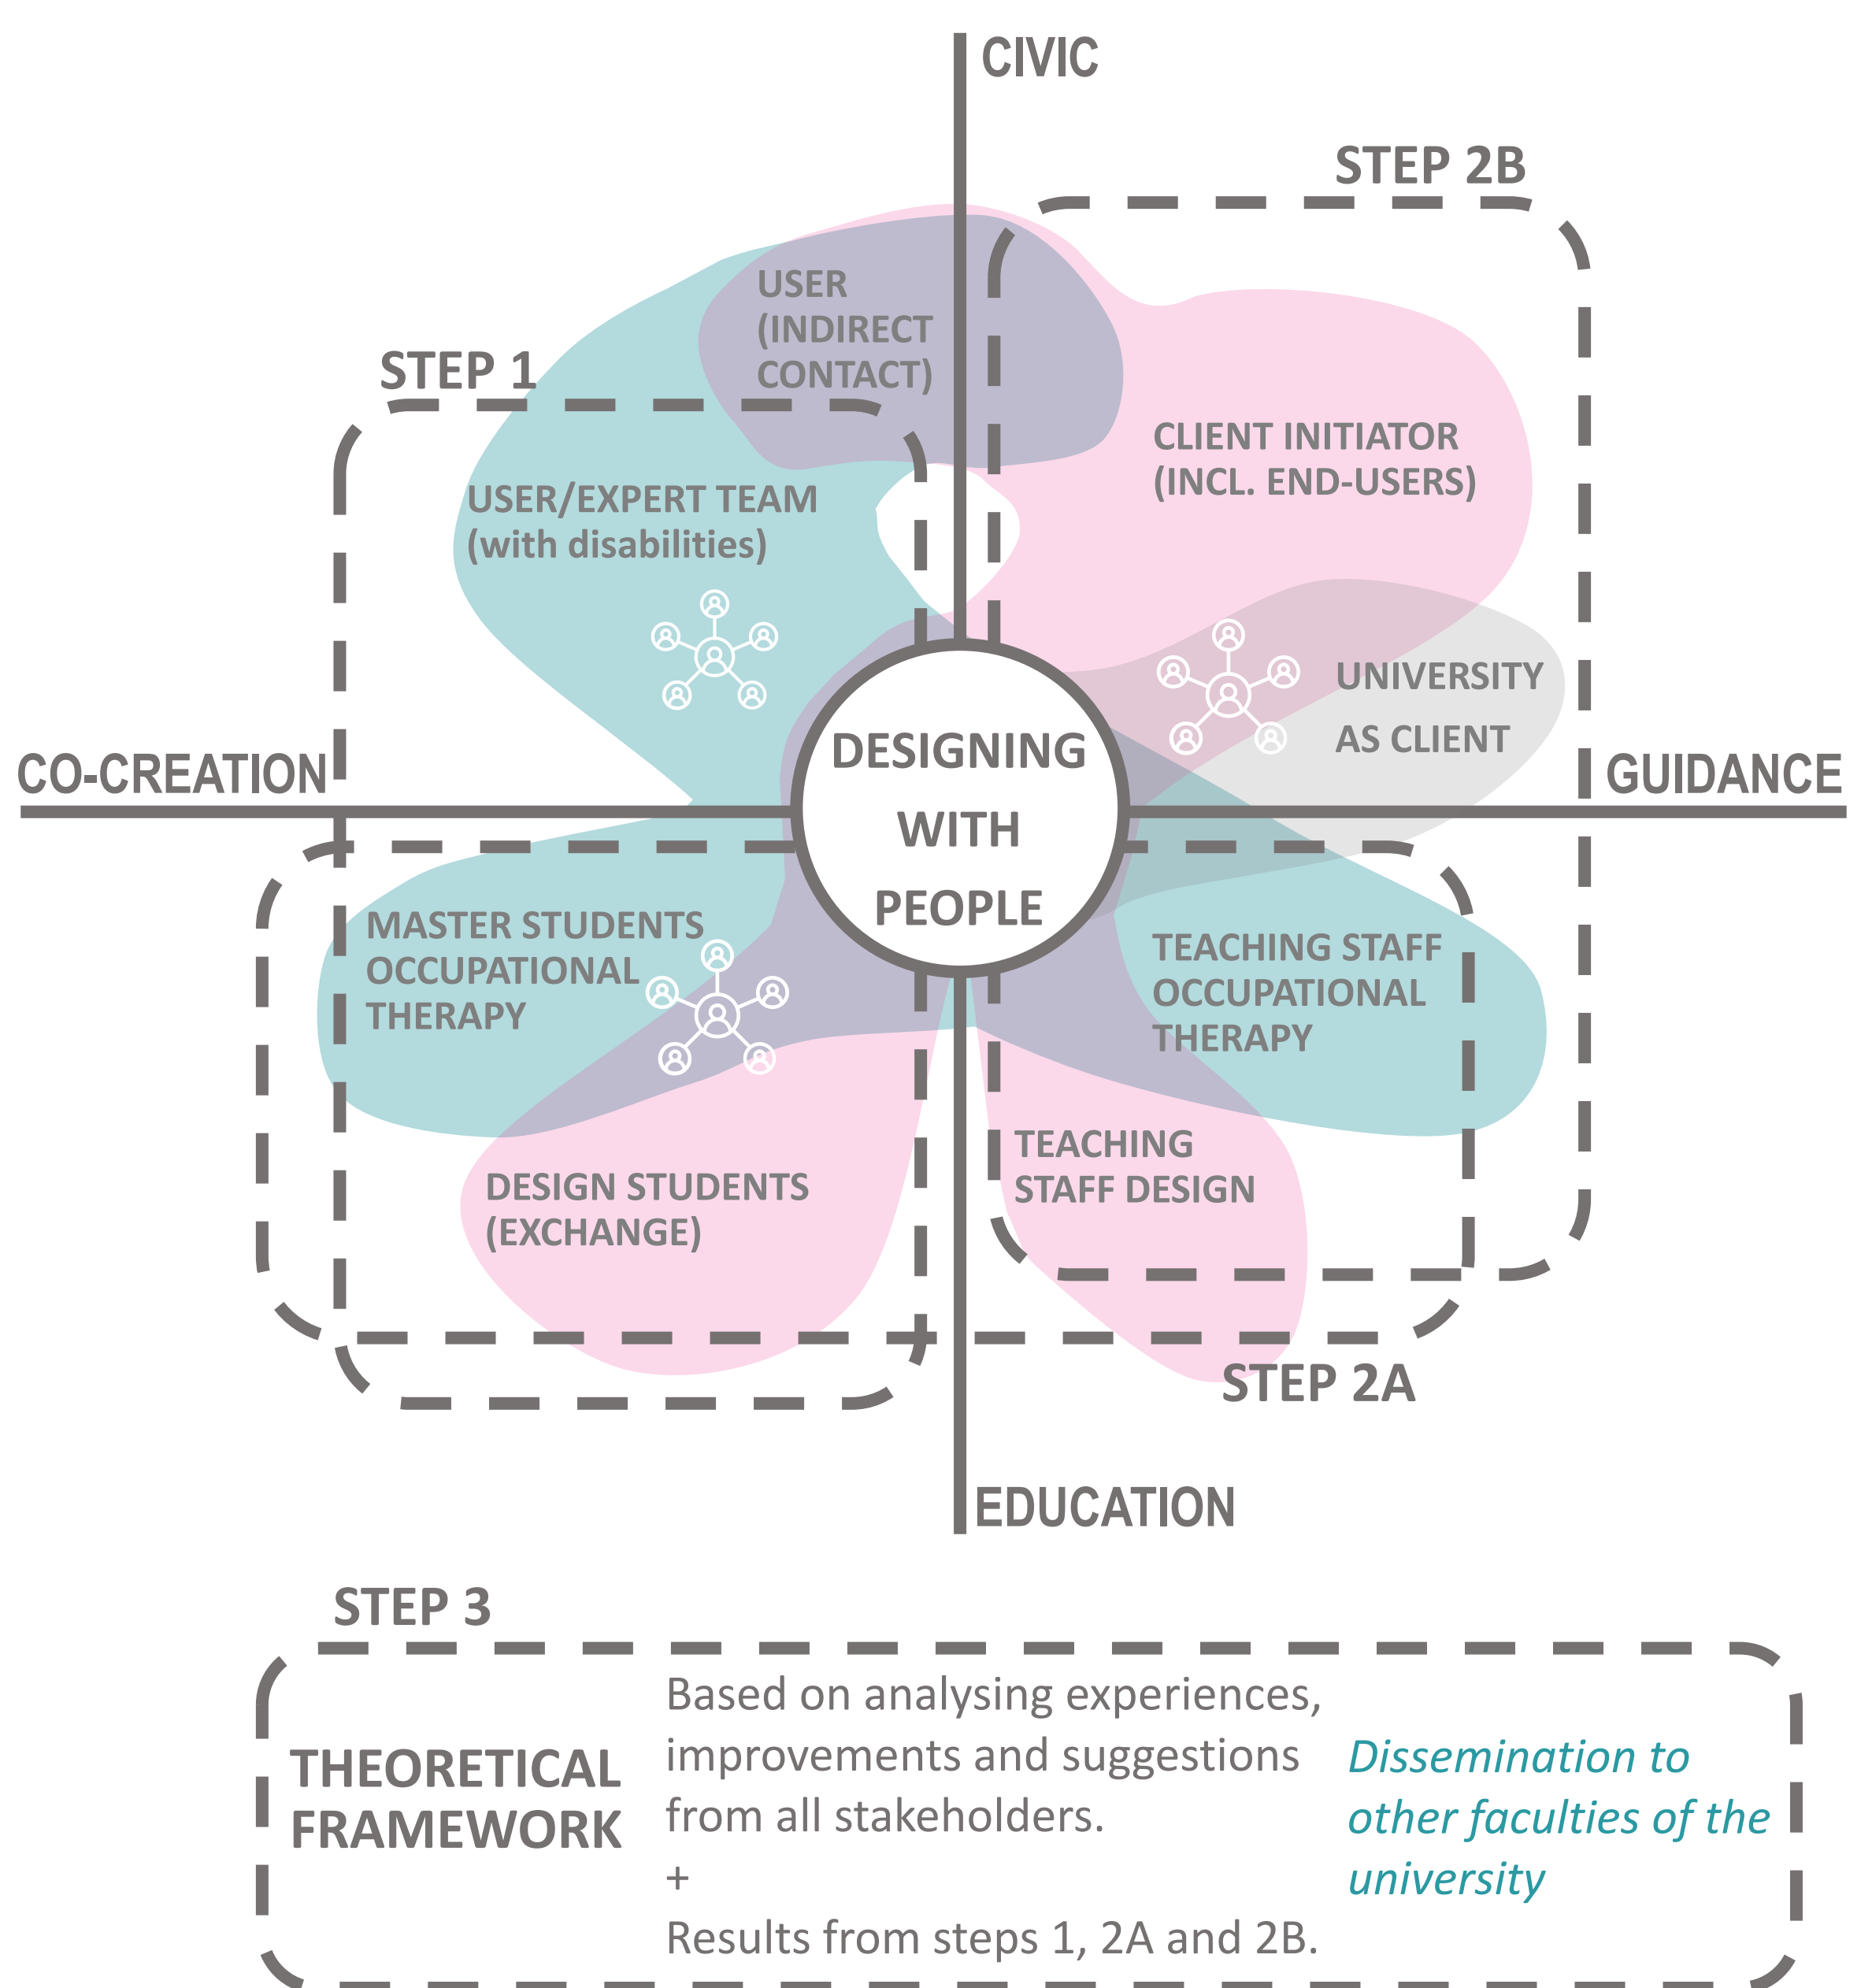 CIVIC
STEP 2B
USER
(INDIRECT
CONTACT)
STEP 1
CLIENT INITIATOR
(INCL. END-USERS)
USER/EXPERT TEAM
(with disabilities)
UNIVERSITY
AS CLIENT
DESIGNING
WITH
PEOPLE
CO-CREATION
GUIDANCE
MASTER STUDENTS
OCCUPATIONAL
THERAPY
TEACHING STAFF
OCCUPATIONAL
THERAPY
TEACHING
STAFF DESIGN
DESIGN STUDENTS
(EXCHANGE)
STEP 2A
EDUCATION
STEP 3
THEORETICAL
FRAMEWORK
Based on analysing experiences,
improvements and suggestions
from all stakeholders.
+
Results from steps 1, 2A and 2B.
Dissemination to
other faculties of the
university